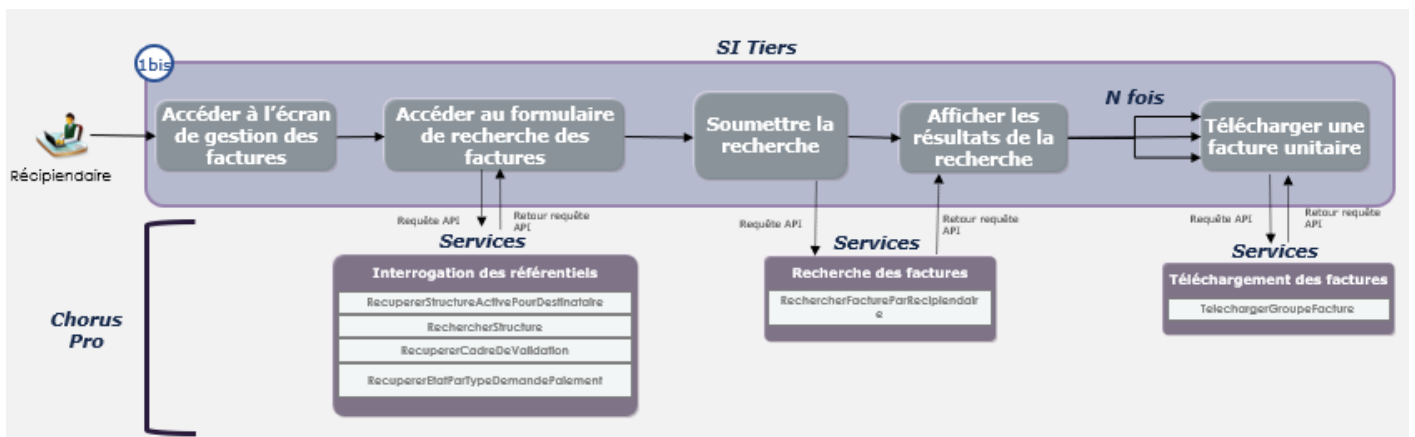 SI Tiers
1bis
Récipiendaire
Accéder à l'écran
de gestion des
factures
Accéder au formulaire
de recherche des
factures
Soumettre la
recherche
Afficher les
résultats de la
recherche
N fois
Télécharger une
facture unitaire
Requête API
Retour requête
API
Requête API
Retour requête
API
Requête API
Retour requête
API
Chorus
Pro
Services
Interrogation des référentiels
RecupererStructureActivePourDestinataire
RechercherStructure
RecupererCadreDeValidation
RecupererEtatParTypeDemandePaiement
Services
Recherche des factures
RechercherFactureParRecipiendair
e
Services
Téléchargement des factures
TelechargerGroupeFacture